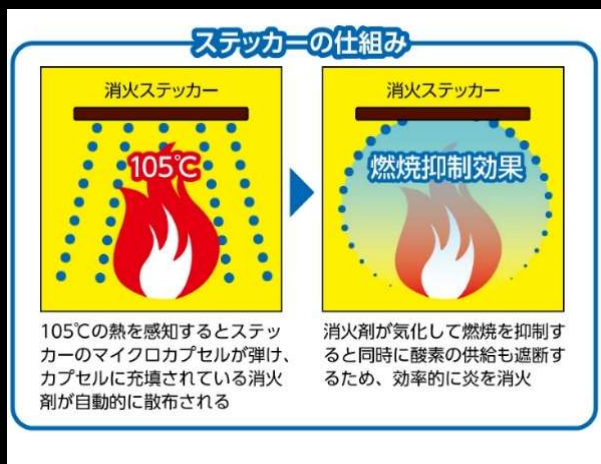 ステッカーの仕組み
消火ステッカー
105℃
105℃の熱を感知するとステッ
カーのマイクロカプセルが弾け、
カプセルに充填されている消火
剤が自動的に散布される
消火ステッカー
燃焼抑制効果
消火剤が気化して燃焼を抑制す
ると同時に酸素の供給も遮断す
るため、効率的に炎を消火